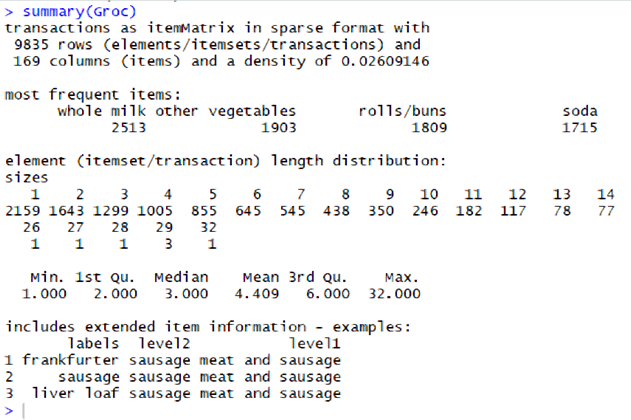 > summary(Groc)
transactions as itemMatrix in sparse format with
 9835 rows (elements/itemsets/transactions) and
 169 columns (items) and a density of 0.02609146
most frequent items:
whole milk other vegetables rolls/buns soda
2513 1903 1809 1715
element (itemset/transaction) length distribution:
sizes
1 2 3 4 5 6 7 8 9 10 11 12 13 14
2159 1643 1299 1005 855 645 545 438 350 246 182 117 78 77
26 27 28 29 32
1 1 1 3 1
Min. 1st Qu. Median Mean 3rd Qu. Max.
1.000 2.000 3.000 4.409 6.000 32.000
includes extended item information - examples:
labels level2 level1
1 frankfurter sausage meat and sausage
2 sausage sausage meat and sausage
3 liver loaf sausage meat and sausage
>